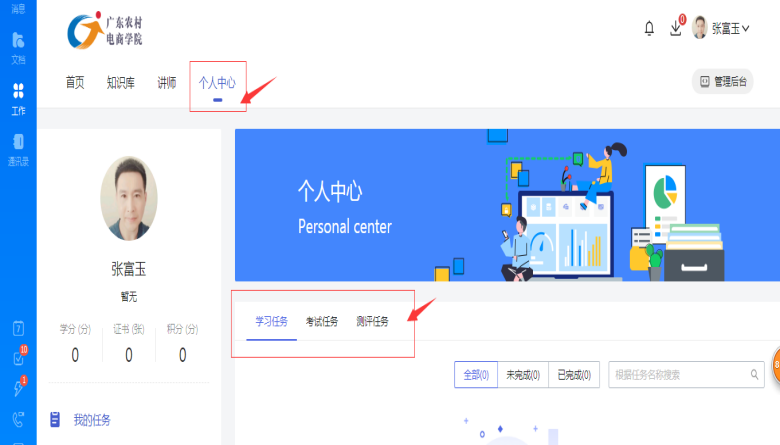 消息
文档
工作
通讯录
7
10
1
广东农村
电商学院
8
张富玉
首页 知识库 讲师 个人中心
管理后台
张富玉
暂无
学分 (分) 证书 (张) 积分 (分)
0 0 0
我的任务
个人中心
Personal center
学习任务 考试任务 测评任务
全部(0) 未完成(0) 已完成(0) 根据任务名称搜索